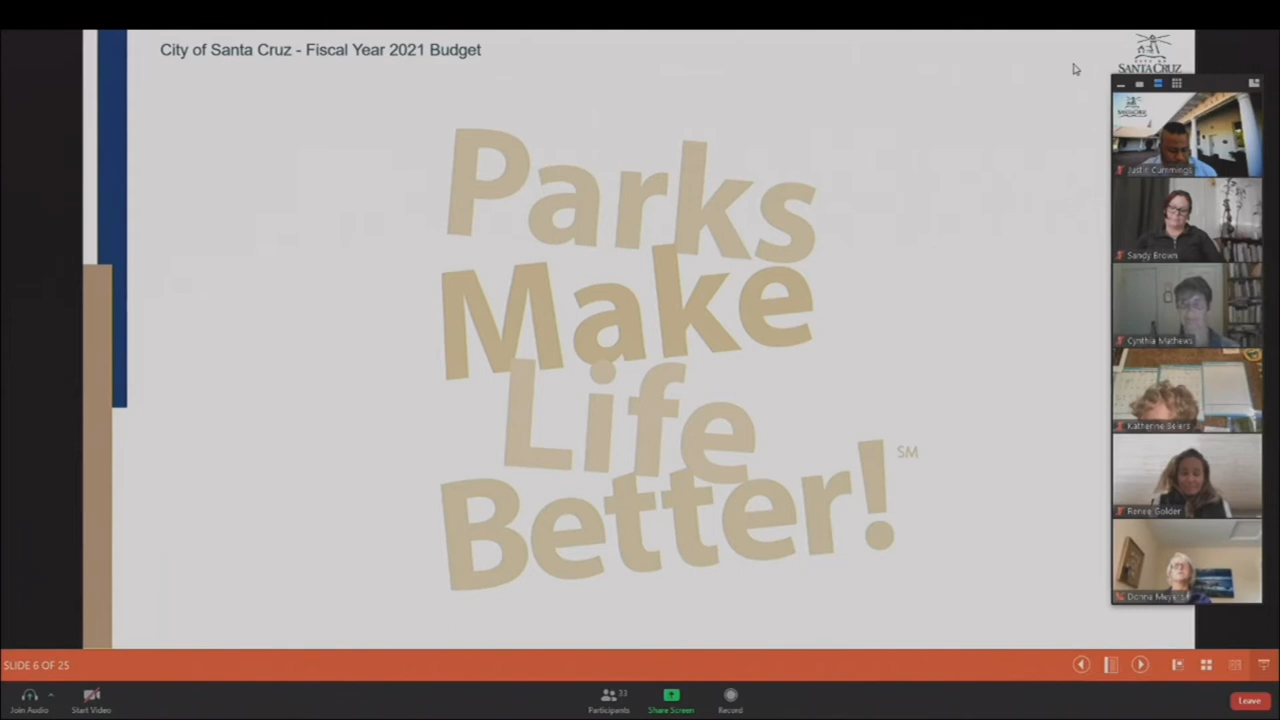 City of Santa Cruz - Fiscal Year 2021 Budget
CITY OF
SANTA CRUZ
Parks
Make
Life
Better!
SM
Justin Cummings
Sandy Brown
Cynthia Mathews
Katherine Beiers
Renee Golder
Donna Meyers
SLIDE 6 OF 25
Join Audio
Start Video
Participants
33
Share Screen
Record
Leave